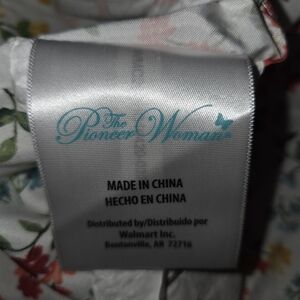 The
Pioneer Woman
MADE IN CHINA
HECHO EN CHINA
Distributed by/Distribuido por
Walmart Inc.
Bentonville, AR 72716